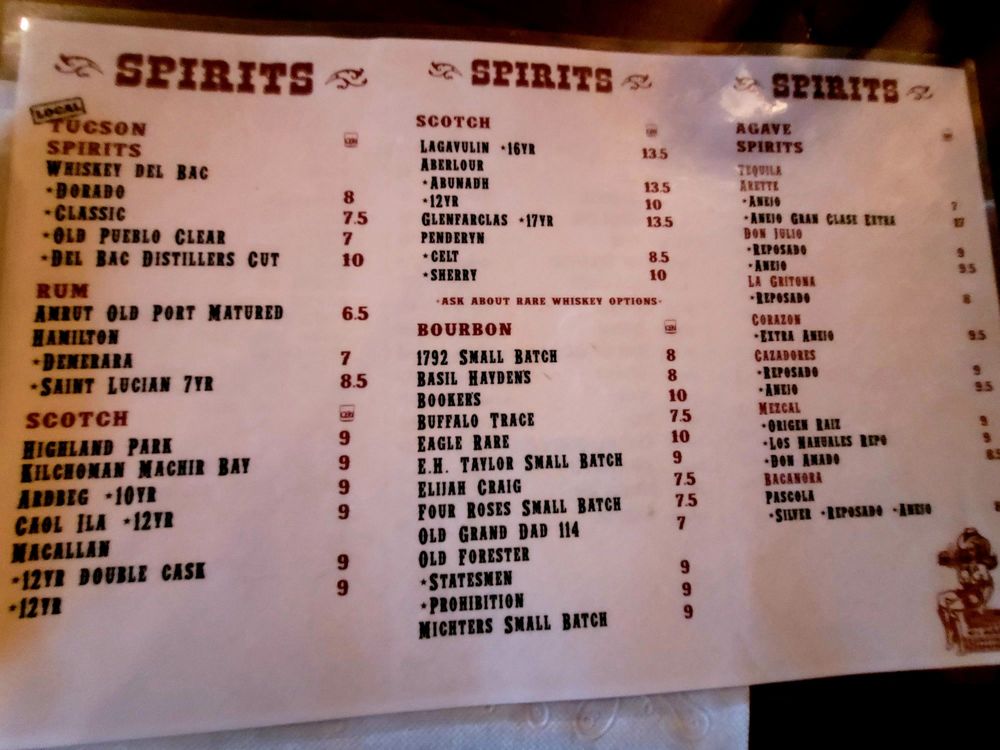 SPIRITS
LOCAL
TUCSON
SPIRITS
WHISKEY DEL BAC
•DORADO 8
•CLASSIC 7.5
•OLD PUEBLO CLEAR 7
•DEL BAC DISTILLERS CUT 10
RUM
AMRUT OLD PORT MATURED 6.5
HAMILTON
•DEMERARA 7
•SAINT LUCIAN 7YR 8.5
SCOTCH
HIGHLAND PARK 9
KILCHOMAN MACHIR BAY 9
ARDBEG •10YR 9
CAOL ILA •12YR 9
MACALLAN
•12YR DOUBLE CASK 9
•12YR 9
SPIRITS
SCOTCH
LAGAVULIN •16YR 13.5
ABERLOUR
•ABUNADH 13.5
•12YR 10
GLENFARCLAS •17YR 13.5
PENDERYN
•CELT 8.5
•SHERRY 10
•ASK ABOUT RARE WHISKEY OPTIONS•
BOURBON
1792 SMALL BATCH 8
BASIL HAYDEN'S 8
BOOKER'S 10
BUFFALO TRACE 7.5
EAGLE RARE 10
E.H. TAYLOR SMALL BATCH 9
ELIJAH CRAIG 7.5
FOUR ROSES SMALL BATCH 7.5
OLD GRAND DAD 114 7
OLD FORESTER
•STATESMEN 9
•PROHIBITION 9
MICHTERS SMALL BATCH 9
SPIRITS
AGAVE
SPIRITS
TEQUILA
ARETTE
•ANEJO
•ANEJO GRAN CLASE EXTRA 17
DON JULIO
•REPOSADO 9
•ANEJO 9.5
LA GRITONA
•REPOSADO 8
CORAZON
•EXTRA ANEJO 9.5
CAZADORES
•REPOSADO 9
•ANEJO 9.5
MEZCAL
•ORIGEN RAIZ 9
•LOS NAHUALES REPO 9
•DON AMADO 8.5
BACANORA
PASCOLA
•SILVER •REPOSADO •ANEJO